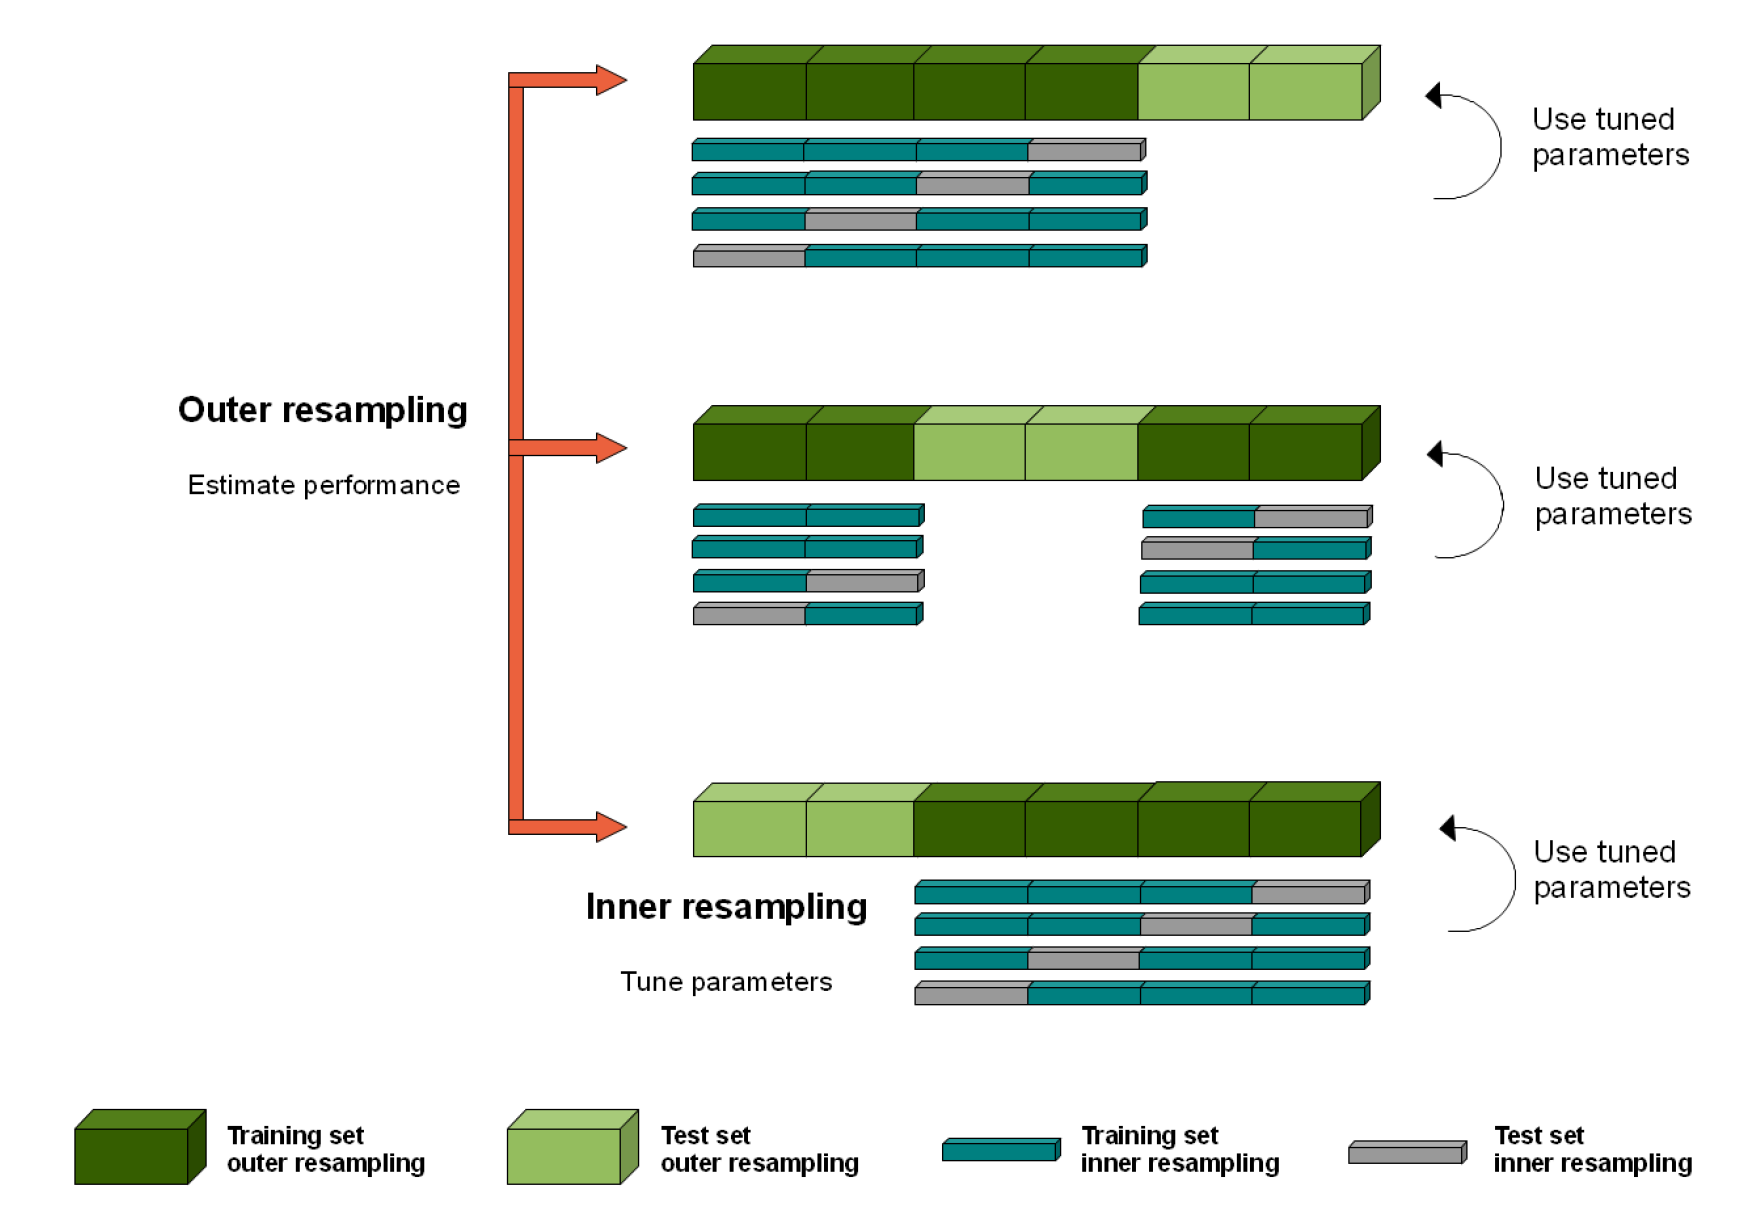 Use tuned
parameters
Outer resampling
Estimate performance
Use tuned
parameters
Inner resampling
Tune parameters
Use tuned
parameters
Training set
outer resampling
Test set
outer resampling
Training set
inner resampling
Test set
inner resampling